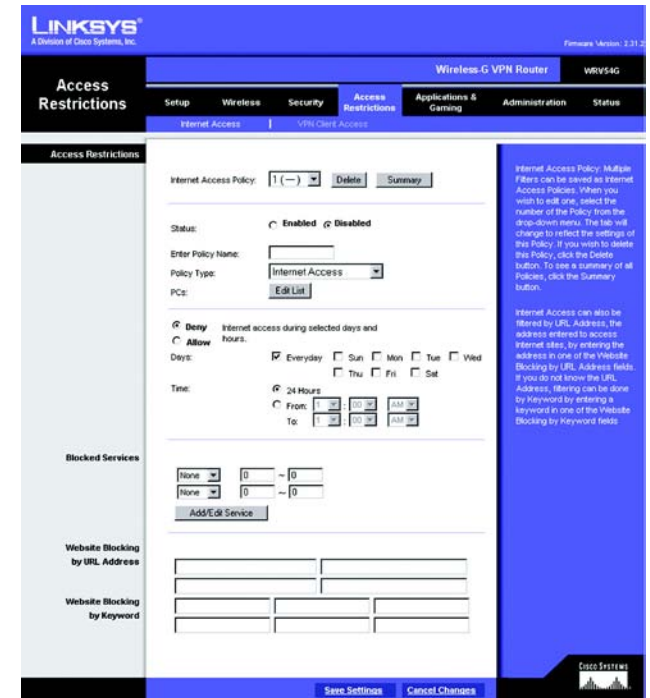 LINKSYS®
A Division of Cisco Systems, Inc.
Firmware Version: 2.31.2
Wireless-G VPN Router WRV54G
Access Restrictions
Setup Wireless Security Access Restrictions Applications & Gaming Administration Status
Internet Access | VPN Client Access
Access Restrictions
Internet Access Policy: 1 (—) Delete Summary
Status: Enabled Disabled
Enter Policy Name:
Policy Type: Internet Access
PCs: Edit List
Deny Internet access during selected days and
Allow hours.
Days: Everyday Sun Mon Tue Wed
Thu Fri Sat
Time: 24 Hours
From: 1 : 00 AM
To: 1 : 00 AM
Blocked Services
None 0 ~ 0
None 0 ~ 0
Add/Edit Service
Website Blocking
by URL Address
Website Blocking
by Keyword
Internet Access Policy: Multiple
Filters can be saved as Internet
Access Policies. When you
wish to edit one, select the
number of the Policy from the
drop-down menu. The tab will
change to reflect the settings of
this Policy. If you wish to delete
this Policy, click the Delete
button. To see a summary of all
Policies, click the Summary
button.
Internet Access can also be
filtered by URL Address, the
address entered to access
Internet sites, by entering the
address in one of the Website
Blocking by URL Address fields.
If you do not know the URL
Address, filtering can be done
by Keyword by entering a
keyword in one of the Website
Blocking by Keyword fields
Save Settings Cancel Changes
CISCO SYSTEMS